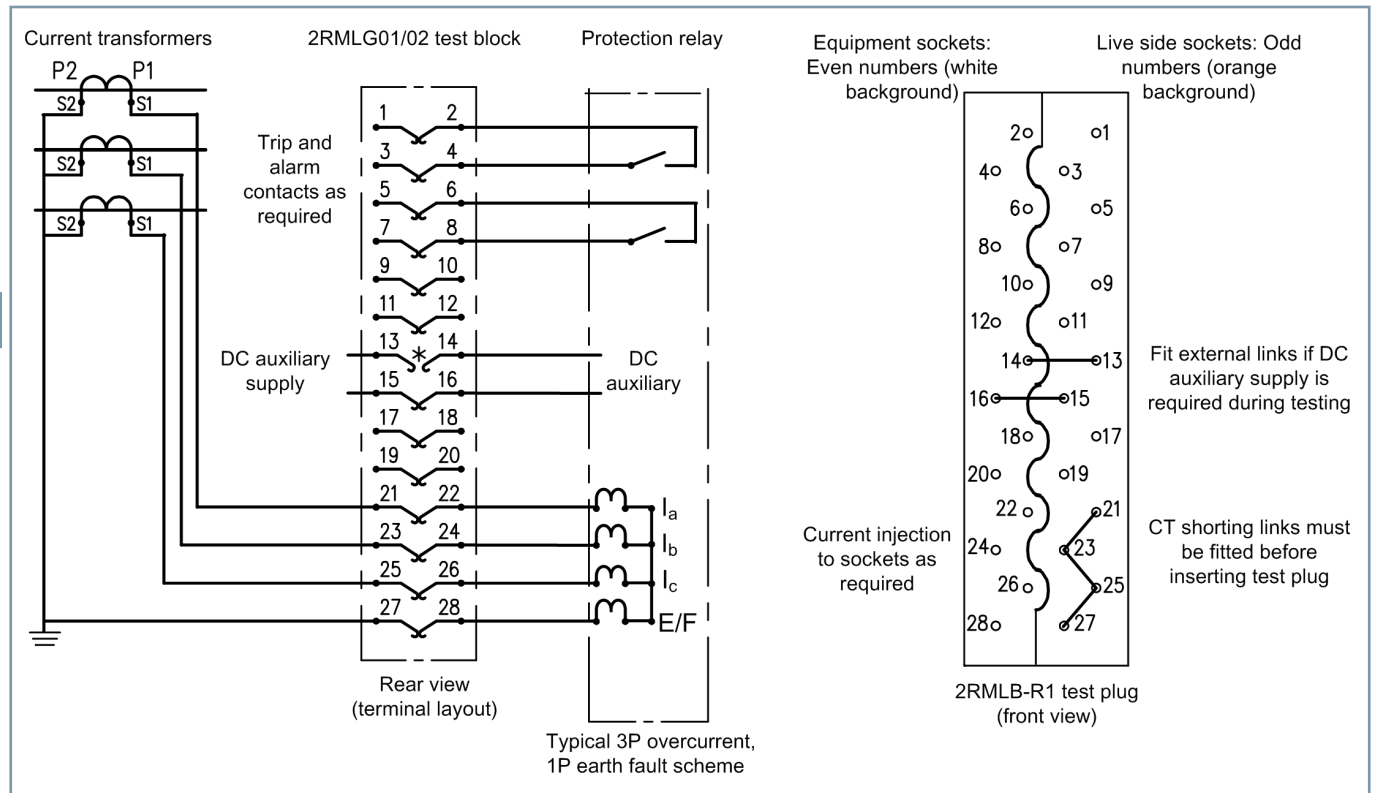 Current transformers
P2 P1
S2 S1
S2 S1
S2 S1
2RMLG01/02 test block
Protection relay
Trip and
alarm
contacts as
required
1 2
3 4
5 6
7 8
9 10
11 12
13 * 14
15 16
17 18
19 20
21 22
23 24
25 26
27 28
DC auxiliary
supply
DC
auxiliary
Ia
Ib
Ic
E/F
Rear view
(terminal layout)
Typical 3P overcurrent,
1P earth fault scheme
Equipment sockets:
Even numbers (white
background)
Live side sockets: Odd
numbers (orange
background)
2 1
4 3
6 5
8 7
10 9
12 11
14 13
16 15
18 17
20 19
22 21
24 23
26 25
28 27
Fit external links if DC
auxiliary supply is
required during testing
Current injection
to sockets as
required
CT shorting links must
be fitted before
inserting test plug
2RMLB-R1 test plug
(front view)